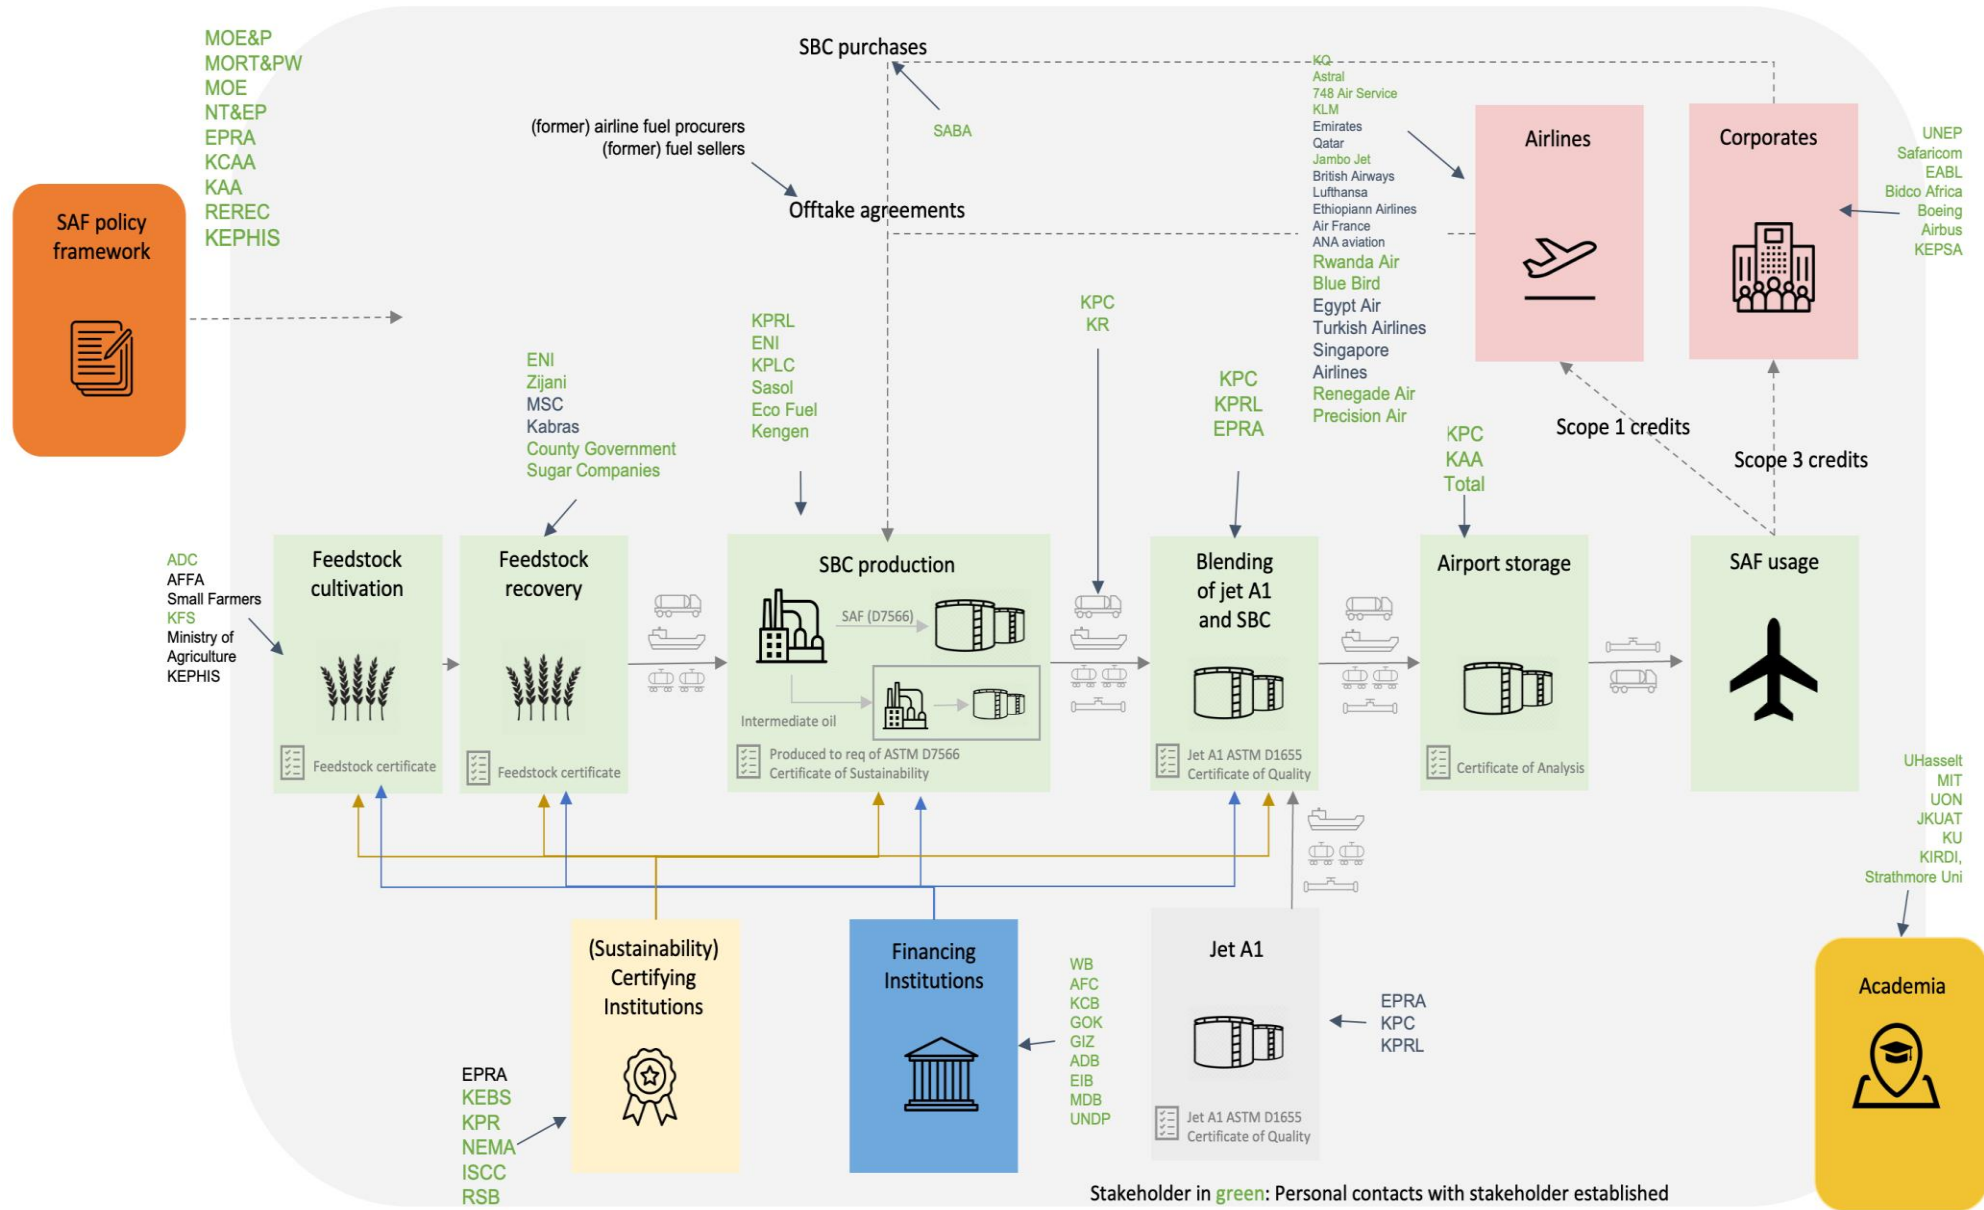 MOE&P
MORT&PW
MOE
NT&EP
EPRA
KCAA
KAA
REREC
KEPHIS
SAF policy
framework
SBC purchases
SABA
(former) airline fuel procurers
(former) fuel sellers
Offtake agreements
KQ
Astral
748 Air Service
KLM
Emirates
Qatar
Jambo Jet
British Airways
Lufthansa
Ethiopiann Airlines
Air France
ANA aviation
Rwanda Air
Blue Bird
Egypt Air
Turkish Airlines
Singapore
Airlines
Renegade Air
Precision Air
Airlines
Corporates
UNEP
Safaricom
EABL
Bidco Africa
Boeing
Airbus
KEPSA
Scope 1 credits
Scope 3 credits
ENI
Zijani
MSC
Kabras
County Government
Sugar Companies
KPRL
ENI
KPLC
Sasol
Eco Fuel
Kengen
KPC
KR
KPC
KPRL
EPRA
KPC
KAA
Total
ADC
AFFA
Small Farmers
KFS
Ministry of
Agriculture
KEPHIS
Feedstock
cultivation
Feedstock certificate
Feedstock
recovery
Feedstock certificate
SBC production
SAF (D7566)
Intermediate oil
Produced to req of ASTM D7566
Certificate of Sustainability
Blending
of jet A1
and SBC
Jet A1 ASTM D1655
Certificate of Quality
Airport storage
Certificate of Analysis
SAF usage
UHasselt
MIT
UON
JKUAT
KU
KIRDI,
Strathmore Uni
Academia
(Sustainability)
Certifying
Institutions
EPRA
KEBS
KPR
NEMA
ISCC
RSB
Financing
Institutions
WB
AFC
KCB
GOK
GIZ
ADB
EIB
MDB
UNDP
Jet A1
Jet A1 ASTM D1655
Certificate of Quality
EPRA
KPC
KPRL
Stakeholder in green: Personal contacts with stakeholder established